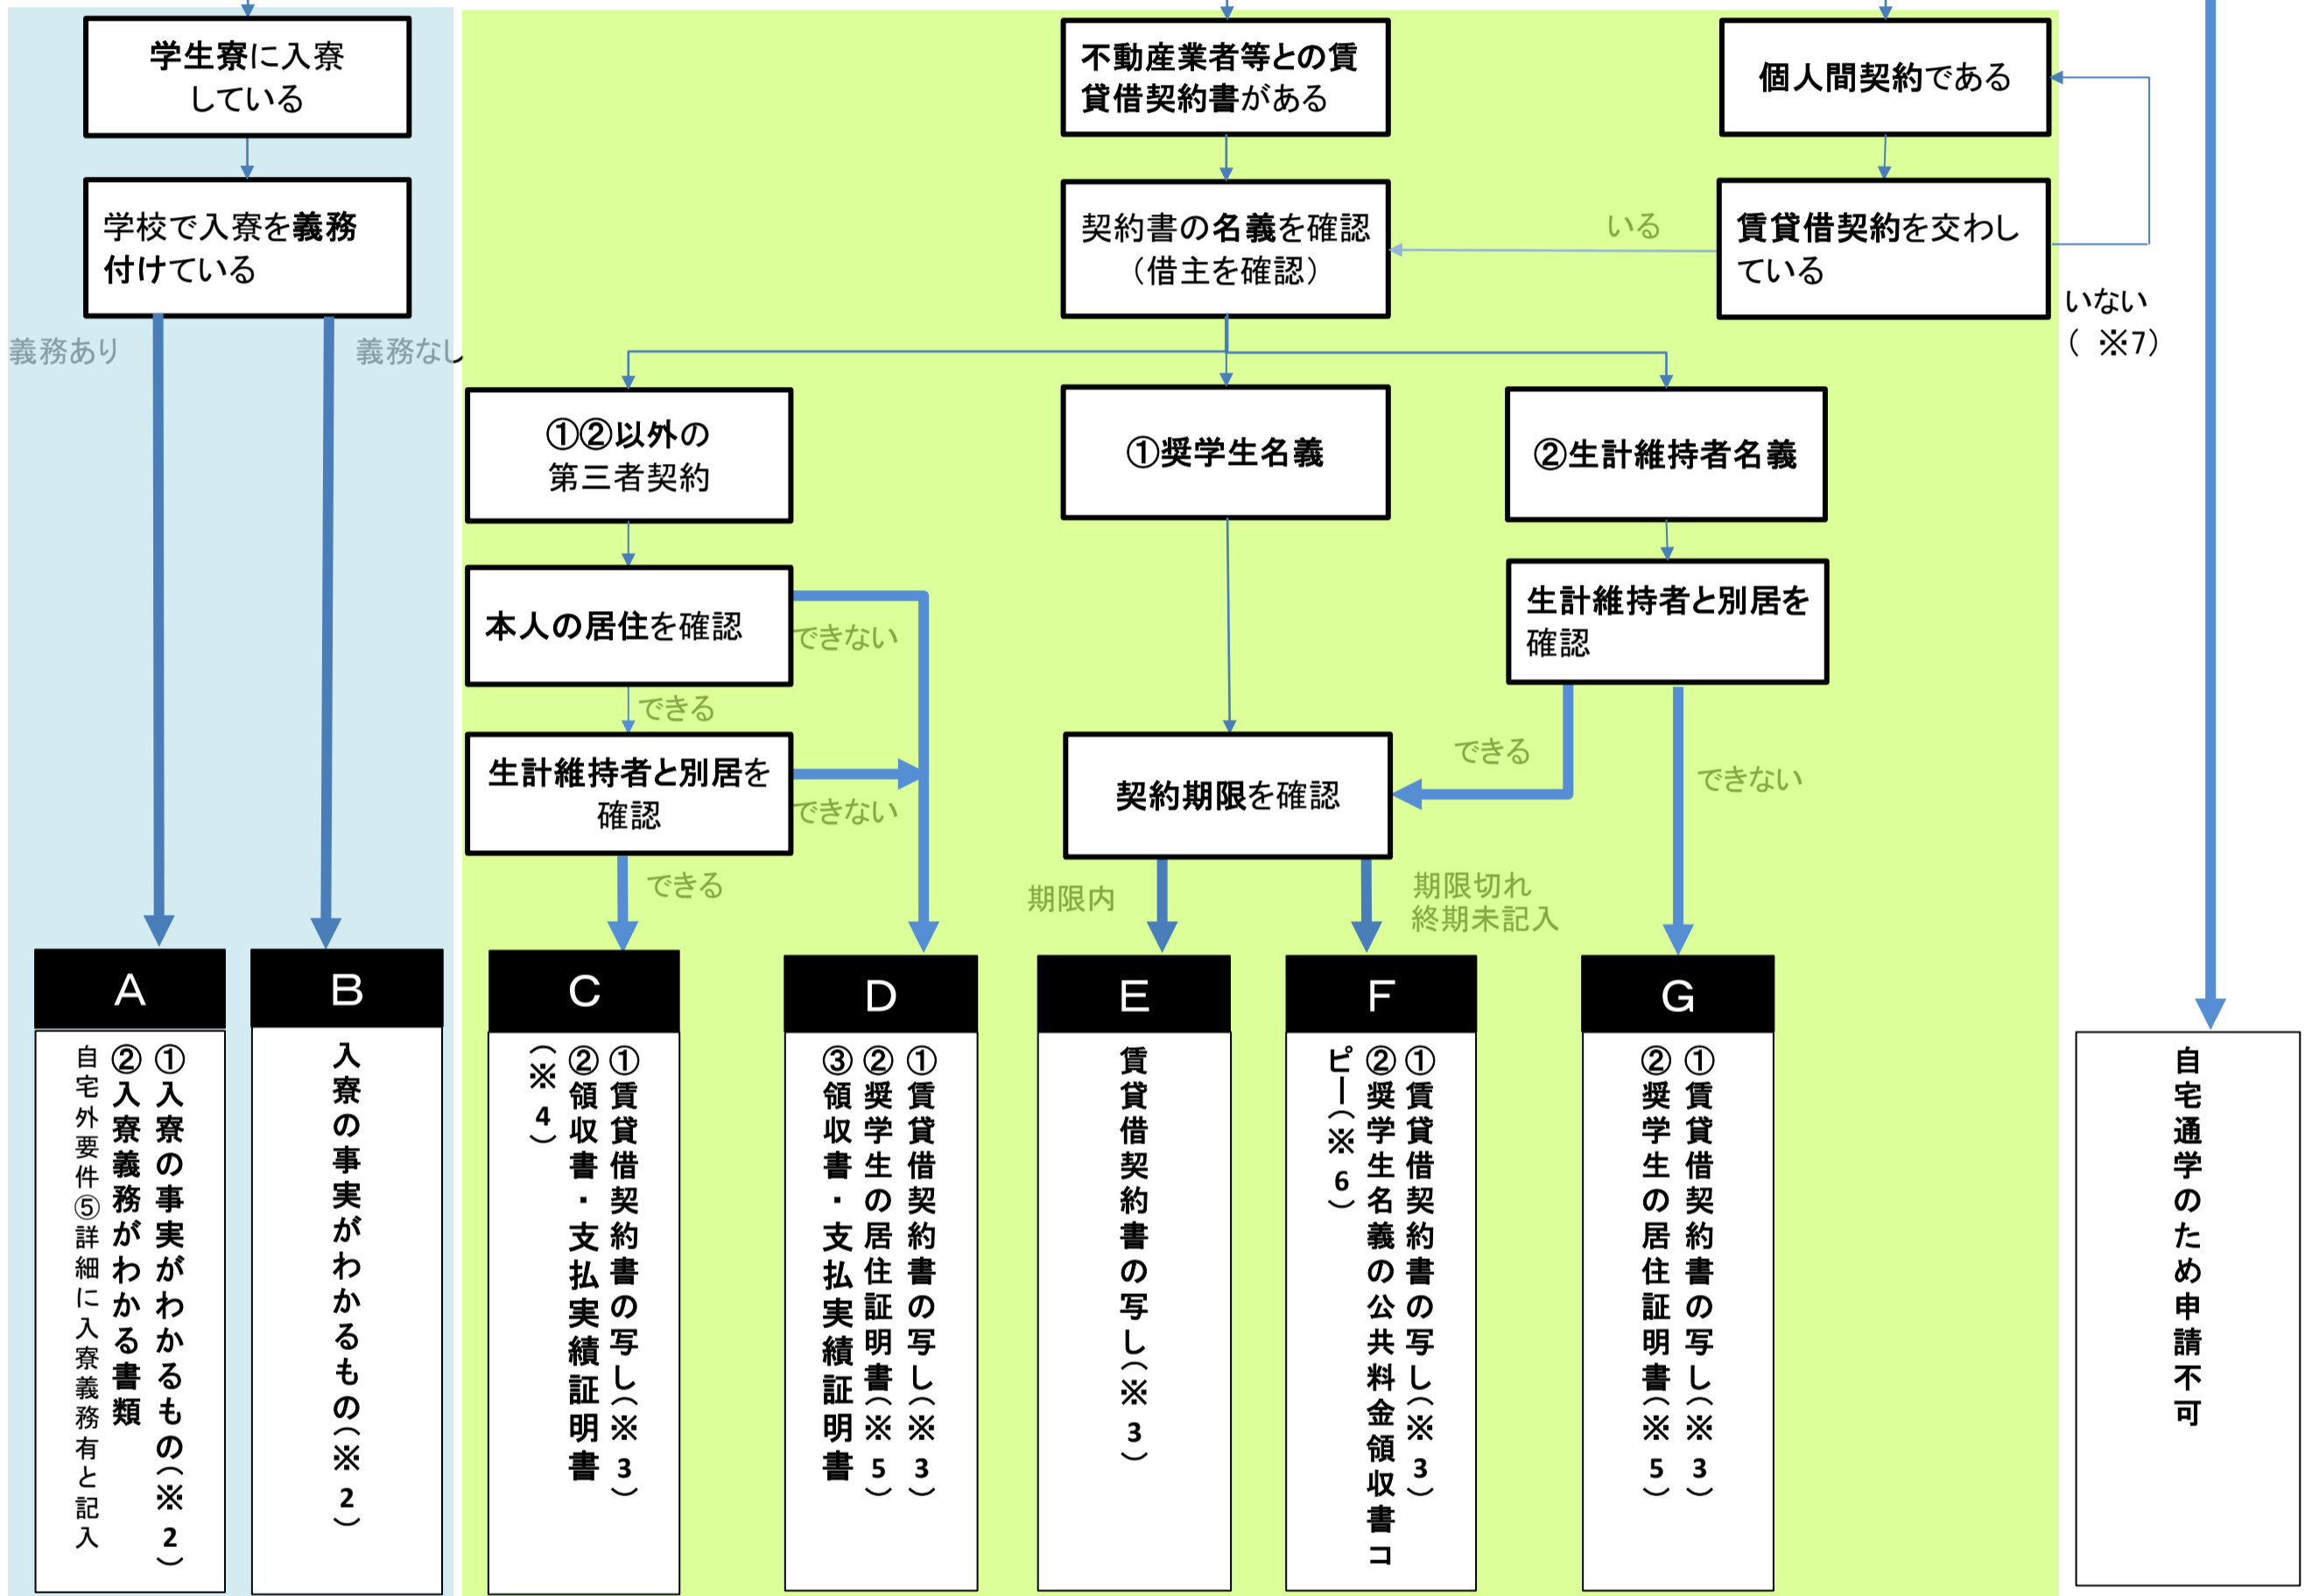 学生寮に入寮
している
不動産業者等との賃
貸借契約書がある
個人間契約である
学校で入寮を義務
付けている
契約書の名義を確認
（借主を確認）
いる
賃貸借契約を交わし
ている
いない
（ ※7）
義務あり
義務なし
①②以外の
第三者契約
①奨学生名義
②生計維持者名義
本人の居住を確認
できない
生計維持者と別居を
確認
できる
生計維持者と別居を
確認
できない
契約期限を確認
できる
できない
できる
期限内
期限切れ
終期未記入
A
①入寮の事実がわかるもの（※2）
②入寮義務がわかる書類
自宅外要件⑤詳細に入寮義務有と記入
B
入寮の事実がわかるもの（※2）
C
①賃貸借契約書の写し（※3）
②領収書・支払実績証明書
（※4）
D
①賃貸借契約書の写し（※3）
②奨学生の居住証明書（※5）
③領収書・支払実績証明書
E
賃貸借契約書の写し（※3）
F
①賃貸借契約書の写し（※3）
②奨学生名義の公共料金領収書コ
ピー（※6）
G
①賃貸借契約書の写し（※3）
②奨学生の居住証明書（※5）
自宅通学のため申請不可